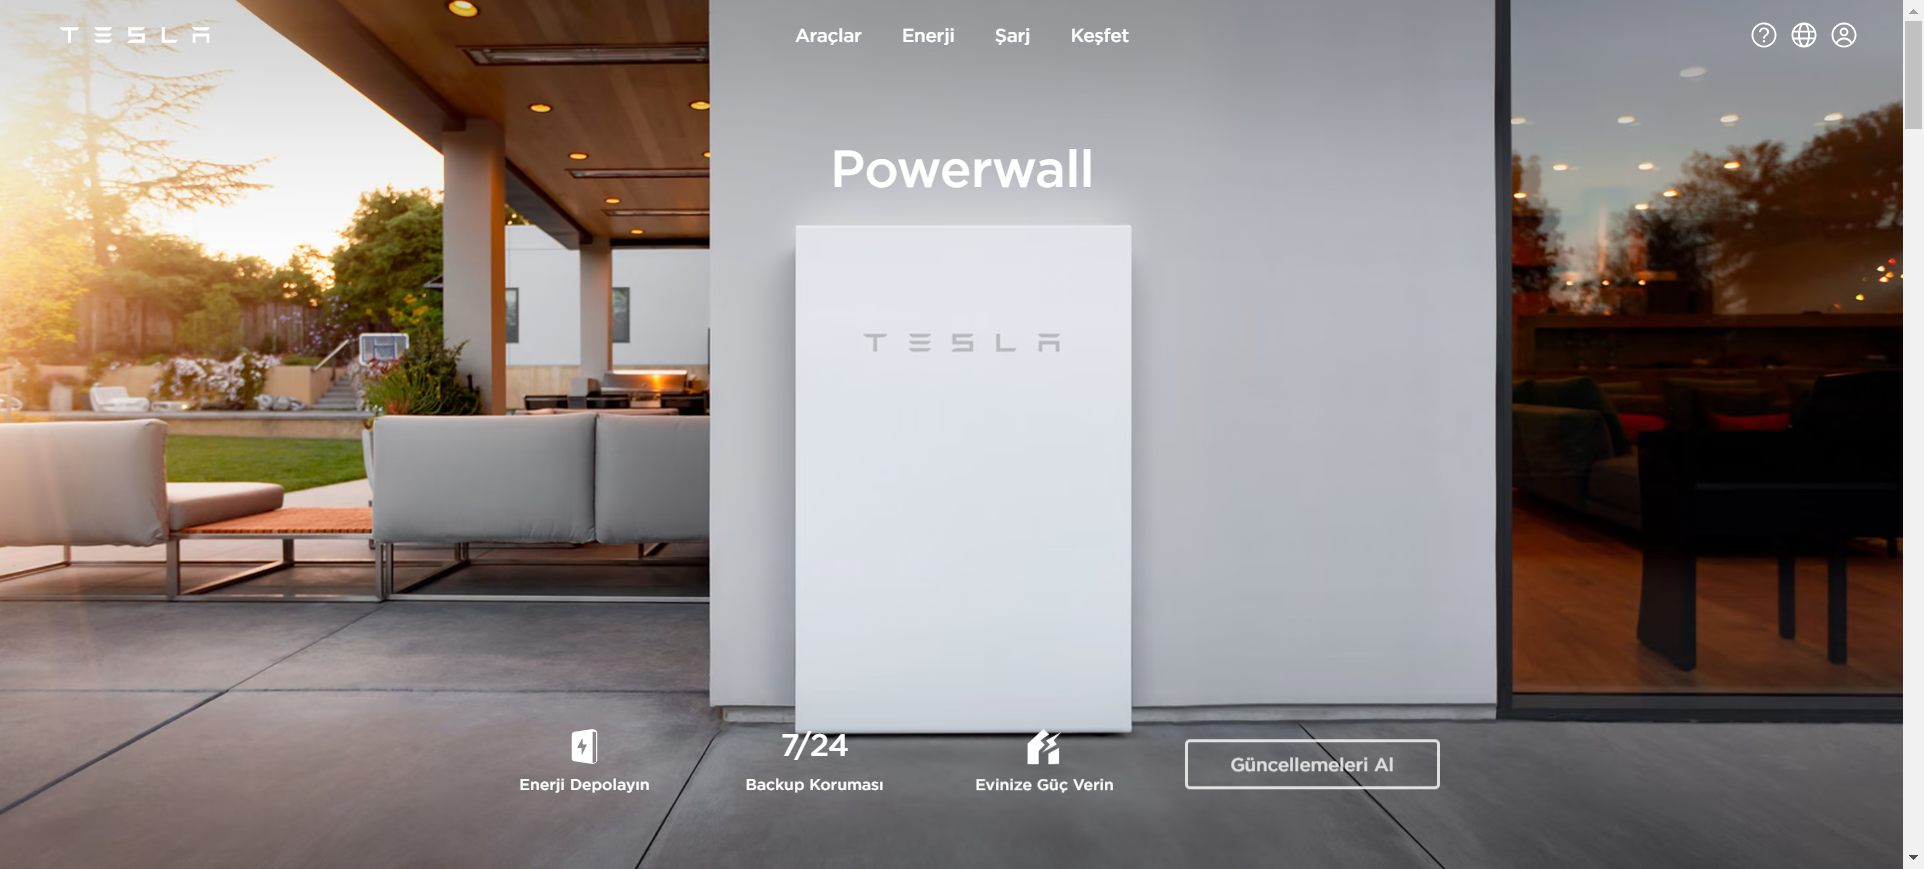 TESLA
Araçlar Enerji Şarj Keşfet
Powerwall
TESLA
7/24
Enerji Depolayın
Backup Koruması
Evinize Güç Verin
Güncellemeleri Al